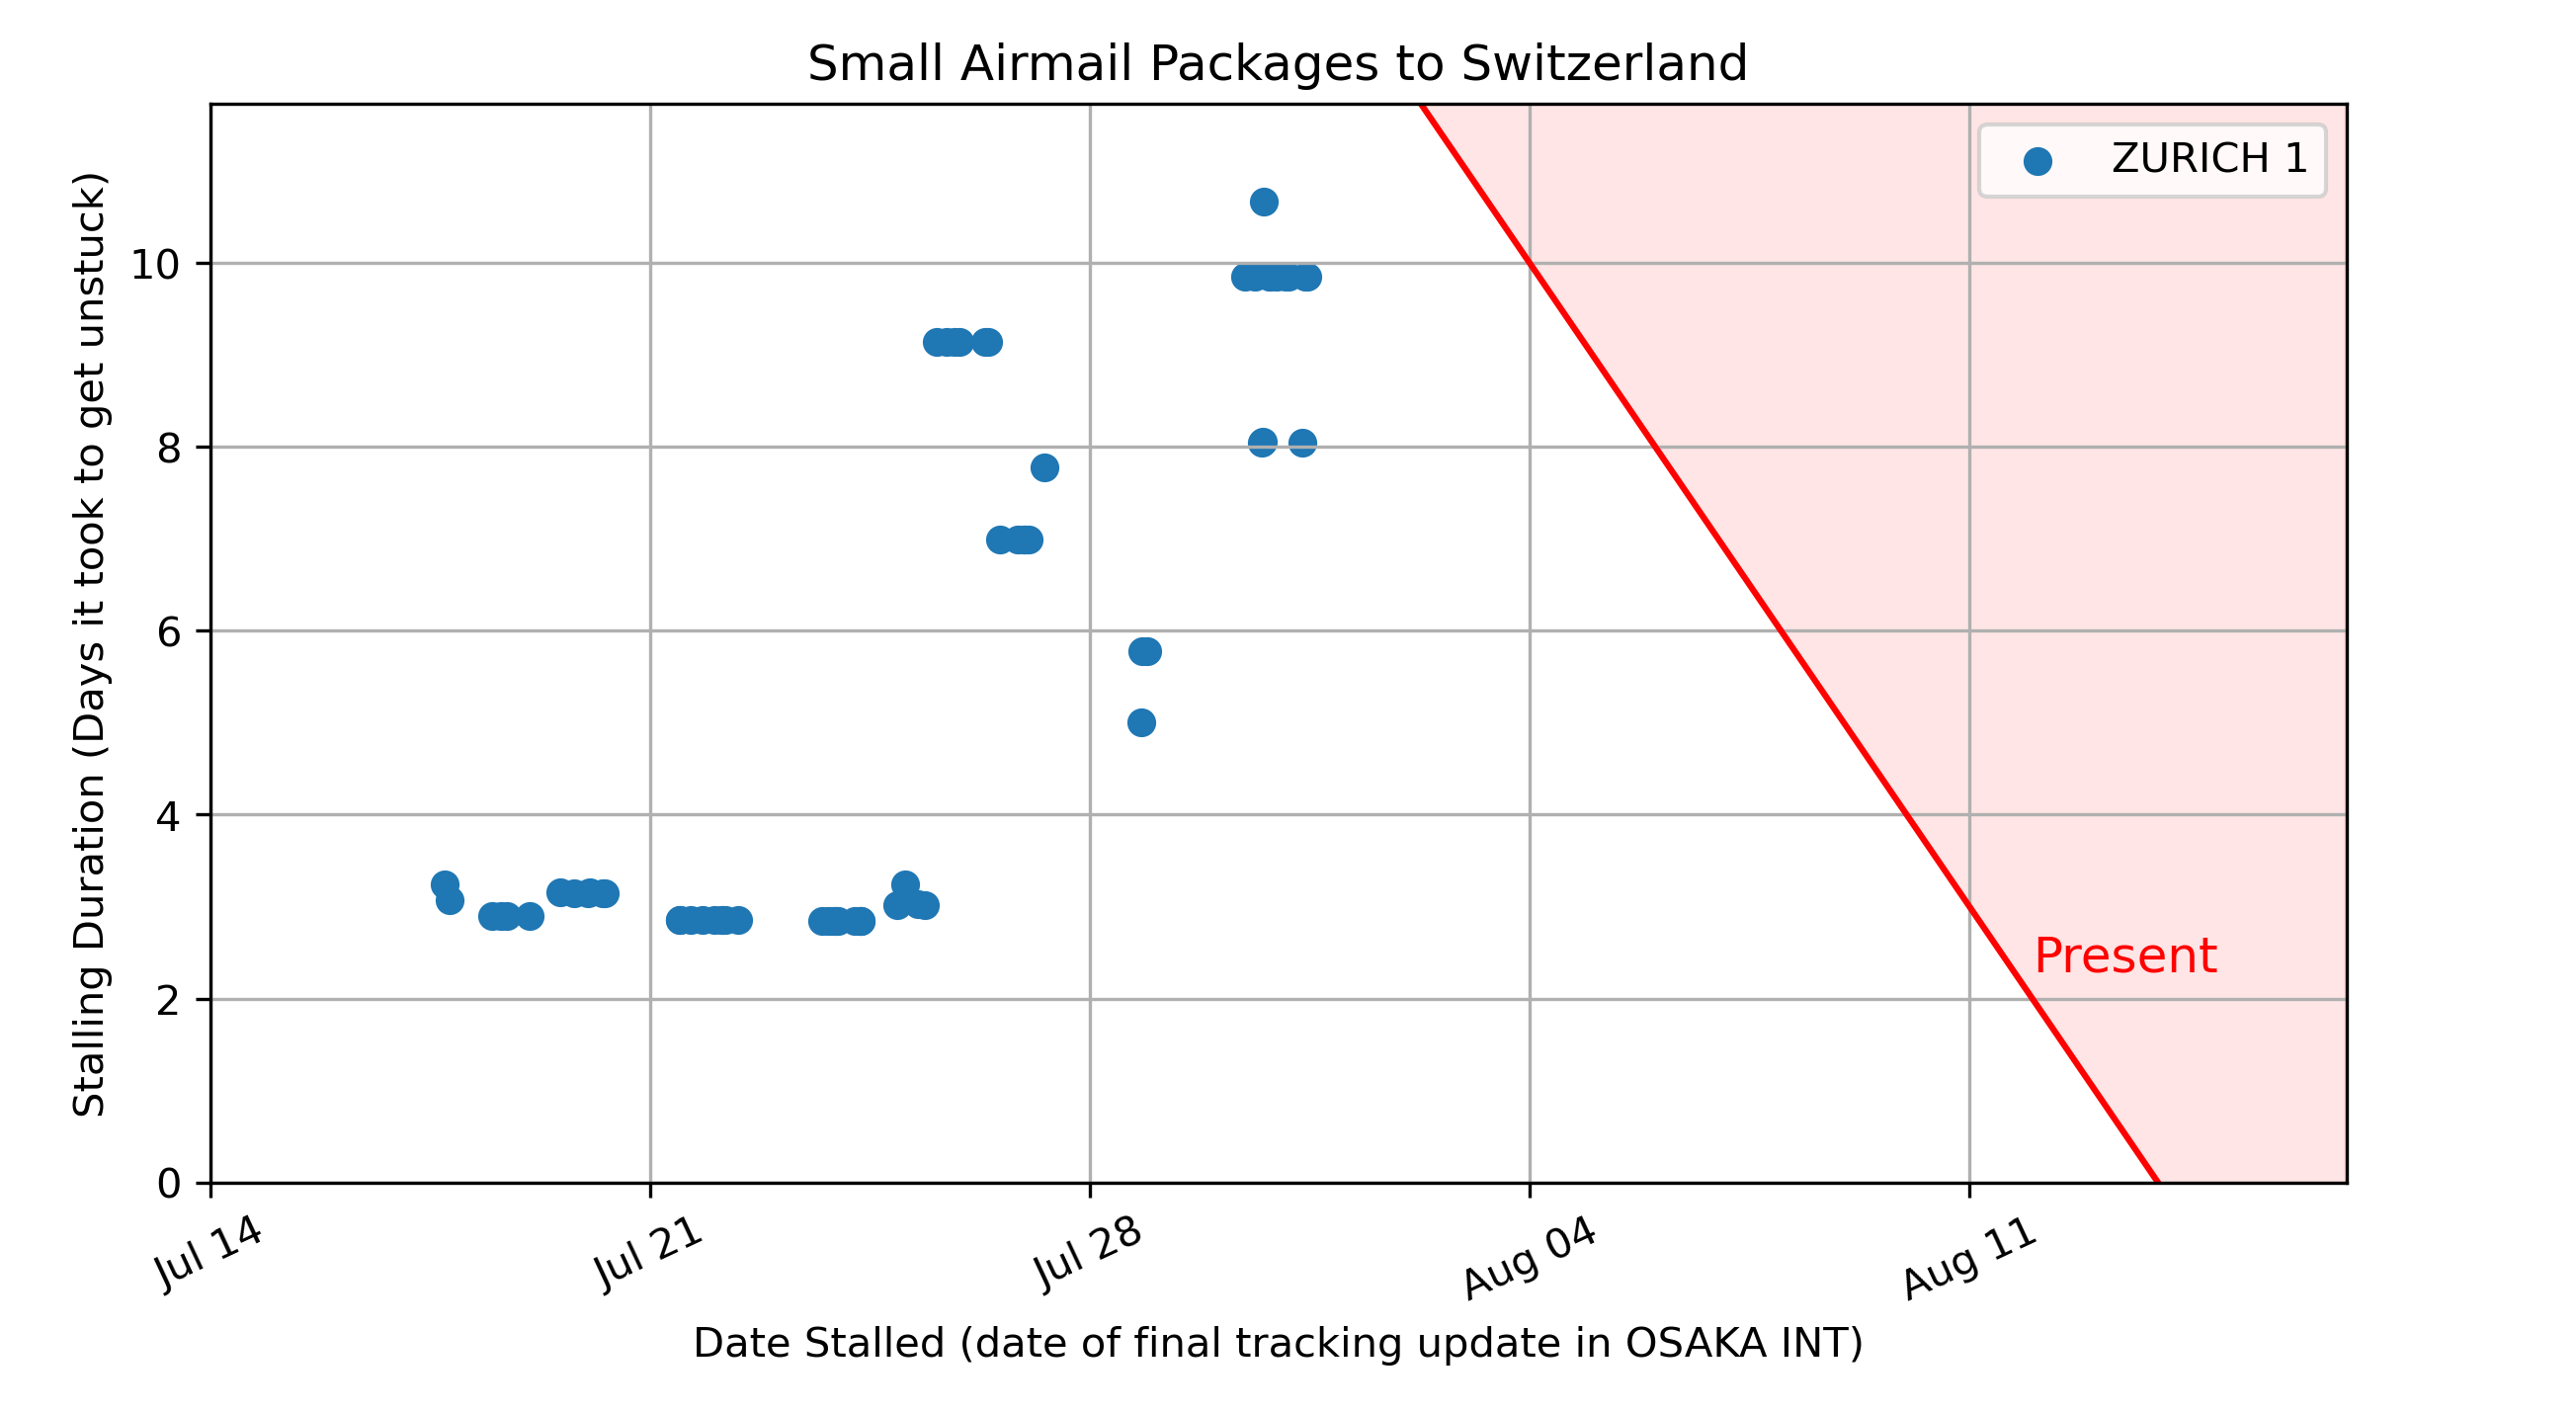 Small Airmail Packages to Switzerland
ZURICH 1
Stalling Duration (Days it took to get unstuck)
10
8
6
4
2
0
Present
Jul 14
Jul 21
Jul 28
Aug 04
Aug 11
Date Stalled (date of final tracking update in OSAKA INT)